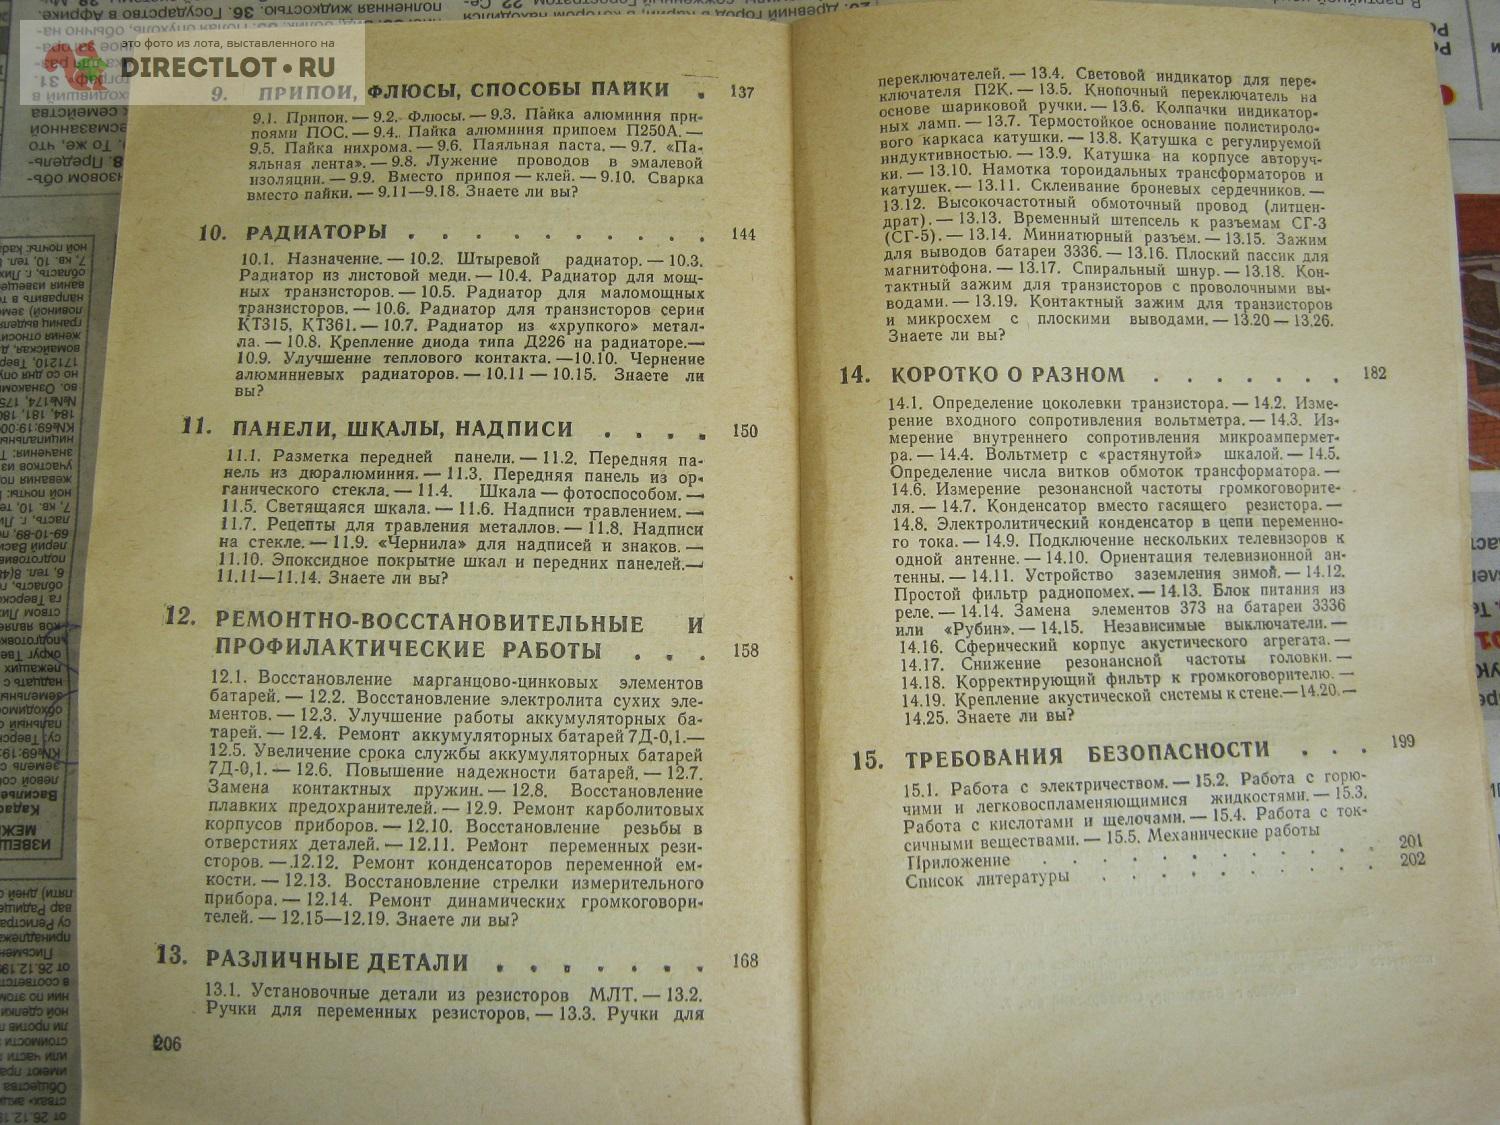 это фото из лота, выставленного на
DIRECTLOT•RU
9. ПРИПОИ, ФЛЮСЫ, СПОСОБЫ ПАЙКИ . 137
9.1. Припои. — 9.2. Флюсы. — 9.3. Пайка алюминия при-
поями ПОС. — 9.4. Пайка алюминия припоем П250А. —
9.5. Пайка нихрома. — 9.6. Паяльная паста. — 9.7. «Па-
яльная лента». — 9.8. Лужение проводов в эмалевой
изоляции. — 9.9. Вместо припоя — клей. — 9.10. Сварка
вместо пайки. — 9.11—9.18. Знаете ли вы?
10. РАДИАТОРЫ . . . . . . . . . . 144
10.1. Назначение. — 10.2. Штыревой радиатор. — 10.3.
Радиатор из листовой меди. — 10.4. Радиатор для мощ-
ных транзисторов. — 10.5. Радиатор для маломощных
транзисторов. — 10.6. Радиатор для транзисторов серии
КТ315, КТ361. — 10.7. Радиатор из «хрупкого» метал-
ла. — 10.8. Крепление диода типа Д226 на радиаторе.—
10.9. Улучшение теплового контакта. —10.10. Чернение
алюминиевых радиаторов. — 10.11 — 10.15. Знаете ли
вы?
11. ПАНЕЛИ, ШКАЛЫ, НАДПИСИ . . . . 150
11.1. Разметка передней панели. — 11.2. Передняя па-
нель из дюралюминия. — 11.3. Передняя панель из ор-
ганического стекла. — 11.4. Шкала — фотоспособом. —
11.5. Светящаяся шкала. — 11.6. Надписи травлением. —
11.7. Рецепты для травления металлов. — 11.8. Надписи
на стекле. — 11.9. «Чернила» для надписей и знаков. —
11.10. Эпоксидное покрытие шкал и передних панелей.—
11.11—11.14. Знаете ли вы?
12. РЕМОНТНО-ВОССТАНОВИТЕЛЬНЫЕ И
ПРОФИЛАКТИЧЕСКИЕ РАБОТЫ . . . 158
12.1. Восстановление марганцово-цинковых элементов
батарей. — 12.2. Восстановление электролита сухих эле-
ментов. — 12.3. Улучшение работы аккумуляторных ба-
тарей. — 12.4. Ремонт аккумуляторных батарей 7Д-0,1.—
12.5. Увеличение срока службы аккумуляторных батарей
7Д-0,1. — 12.6. Повышение надежности батарей. — 12.7.
Замена контактных пружин. — 12.8. Восстановление
плавких предохранителей. — 12.9. Ремонт карболитовых
корпусов приборов. — 12.10. Восстановление резьбы в
отверстиях деталей. — 12.11. Ремонт переменных рези-
сторов. — 12.12. Ремонт конденсаторов переменной ем-
кости. — 12.13. Восстановление стрелки измерительного
прибора. — 12.14. Ремонт динамических громкоговори-
телей. — 12.15—12.19. Знаете ли вы?
13. РАЗЛИЧНЫЕ ДЕТАЛИ . . . . . . . 168
13.1. Установочные детали из резисторов МЛТ. — 13.2.
Ручки для переменных резисторов. — 13.3. Ручки для
206
переключателей. — 13.4. Световой индикатор для пере-
ключателя П2К. — 13.5. Кнопочный переключатель на
основе шариковой ручки. — 13.6. Колпачки индикатор-
ных ламп. — 13.7. Термостойкое основание полистироло-
вого каркаса катушки. — 13.8. Катушка с регулируемой
индуктивностью. — 13.9. Катушка на корпусе авторуч-
ки. — 13.10. Намотка тороидальных трансформаторов и
катушек. — 13.11. Склеивание броневых сердечников. —
13.12. Высокочастотный обмоточный провод (литцен-
драт). — 13.13. Временный штепсель к разъемам СГ-3
(СГ-5). — 13.14. Миниатюрный разъем. — 13.15. Зажим
для выводов батареи 3336. — 13.16. Плоский пассик для
магнитофона. — 13.17. Спиральный шнур. — 13.18. Кон-
тактный зажим для транзисторов с проволочными вы-
водами. — 13.19. Контактный зажим для транзисторов
и микросхем с плоскими выводами. — 13.20 — 13.26.
Знаете ли вы?
14. КОРОТКО О РАЗНОМ . . . . . . . 182
14.1. Определение цоколевки транзистора. — 14.2. Изме-
рение входного сопротивления вольтметра. — 14.3. Из-
мерение внутреннего сопротивления микроампермет-
ра. — 14.4. Вольтметр с «растянутой» шкалой. — 14.5.
Определение числа витков обмоток трансформатора. —
14.6. Измерение резонансной частоты громкоговорите-
ля. — 14.7. Конденсатор вместо гасящего резистора. —
14.8. Электролитический конденсатор в цепи переменно-
го тока. — 14.9. Подключение нескольких телевизоров к
одной антенне. — 14.10. Ориентация телевизионной ан-
тенны. — 14.11. Устройство заземления зимой. — 14.12.
Простой фильтр радиопомех. — 14.13. Блок питания из
реле. — 14.14. Замена элементов 373 на батареи 3336
или «Рубин». — 14.15. Независимые выключатели. —
14.16. Сферический корпус акустического агрегата. —
14.17. Снижение резонансной частоты головки. —
14.18. Корректирующий фильтр к громкоговорителю. —
14.19. Крепление акустической системы к стене.—14.20.—
14.25. Знаете ли вы?
15. ТРЕБОВАНИЯ БЕЗОПАСНОСТИ . . . 199
15.1. Работа с электричеством. — 15.2. Работа с горю-
чими и легковоспламеняющимися жидкостями. — 15.3.
Работа с кислотами и щелочами. — 15.4. Работа с ток-
сичными веществами. — 15.5. Механические работы
Приложение . . . . . . . . . . 201
Список литературы . . . . . . . . . 202